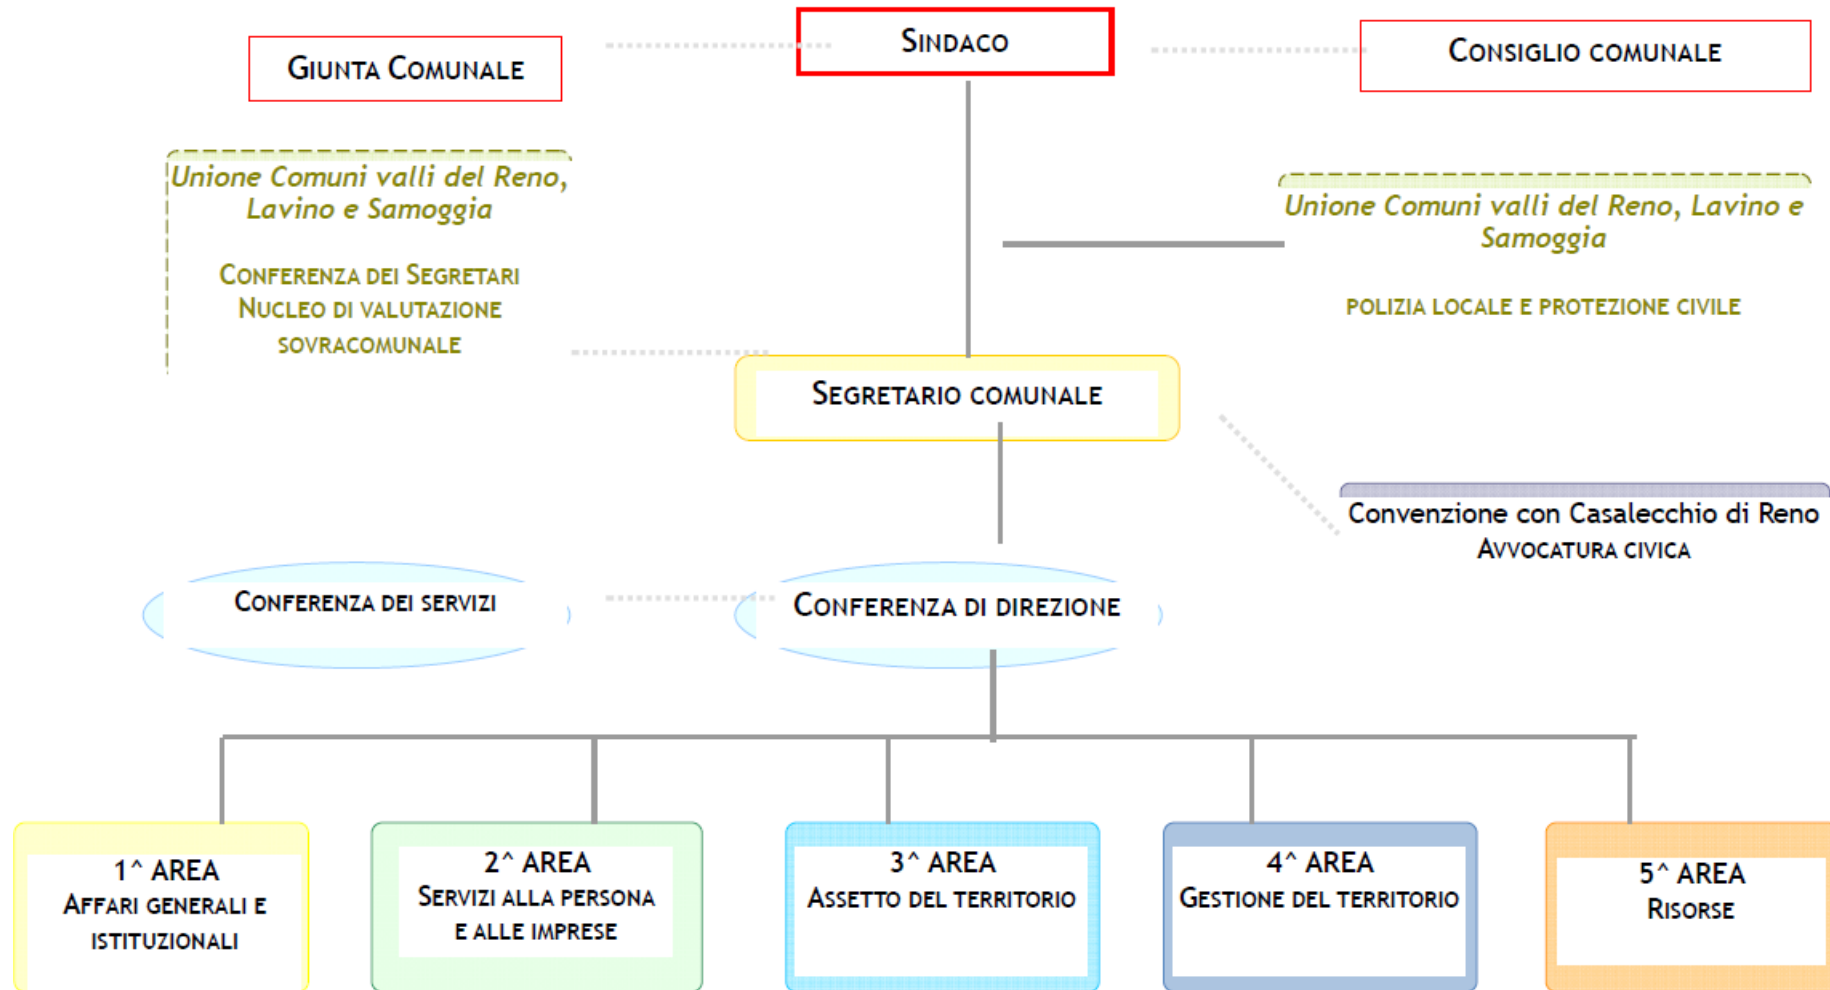 SINDACO
GIUNTA COMUNALE
CONSIGLIO COMUNALE
Unione Comuni valli del Reno,
Lavino e Samoggia
CONFERENZA DEI SEGRETARI
NUCLEO DI VALUTAZIONE
SOVRACOMUNALE
Unione Comuni valli del Reno, Lavino e
Samoggia
POLIZIA LOCALE E PROTEZIONE CIVILE
SEGRETARIO COMUNALE
Convenzione con Casalecchio di Reno
AVVOCATURA CIVICA
CONFERENZA DEI SERVIZI
CONFERENZA DI DIREZIONE
1^ AREA
AFFARI GENERALI E
ISTITUZIONALI
2^ AREA
SERVIZI ALLA PERSONA
E ALLE IMPRESE
3^ AREA
ASSETTO DEL TERRITORIO
4^ AREA
GESTIONE DEL TERRITORIO
5^ AREA
RISORSE